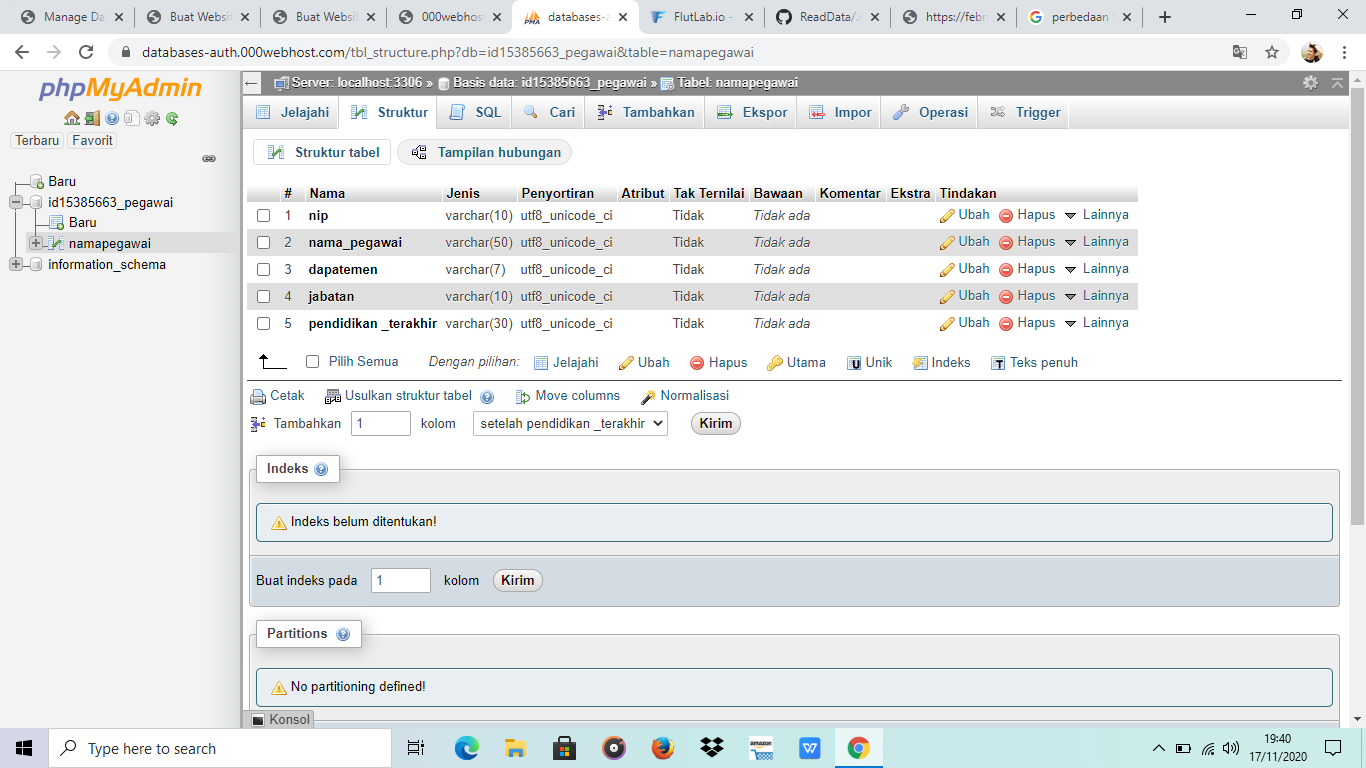 Manage Da
Buat Websi
Buat Websi
000webhos
databases-a
FlutLab.io -
ReadData/.
https://febr
perbedaan
databases-auth.000webhost.com/tbl_structure.php?db=id15385663_pegawai&table=namapegawai
phpMyAdmin
Terbaru Favorit
Baru
id15385663_pegawai
Baru
namapegawai
information_schema
Server: localhost:3306 » Basis data: id15385663_pegawai » Tabel: namapegawai
Jelajahi Struktur SQL Cari Tambahkan Ekspor Impor Operasi Trigger
Struktur tabel Tampilan hubungan
# Nama Jenis Penyortiran Atribut Tak Ternilai Bawaan Komentar Ekstra Tindakan
1 nip varchar(10) utf8_unicode_ci Tidak Tidak ada Ubah Hapus Lainnya
2 nama_pegawai varchar(50) utf8_unicode_ci Tidak Tidak ada Ubah Hapus Lainnya
3 dapatemen varchar(7) utf8_unicode_ci Tidak Tidak ada Ubah Hapus Lainnya
4 jabatan varchar(10) utf8_unicode_ci Tidak Tidak ada Ubah Hapus Lainnya
5 pendidikan _terakhir varchar(30) utf8_unicode_ci Tidak Tidak ada Ubah Hapus Lainnya
Pilih Semua Dengan pilihan: Jelajahi Ubah Hapus Utama Unik Indeks Teks penuh
Cetak Usulkan struktur tabel Move columns Normalisasi
Tambahkan 1 kolom setelah pendidikan _terakhir Kirim
Indeks
Indeks belum ditentukan!
Buat indeks pada 1 kolom Kirim
Partitions
No partitioning defined!
Konsol
Type here to search
amazon
19:40
17/11/2020